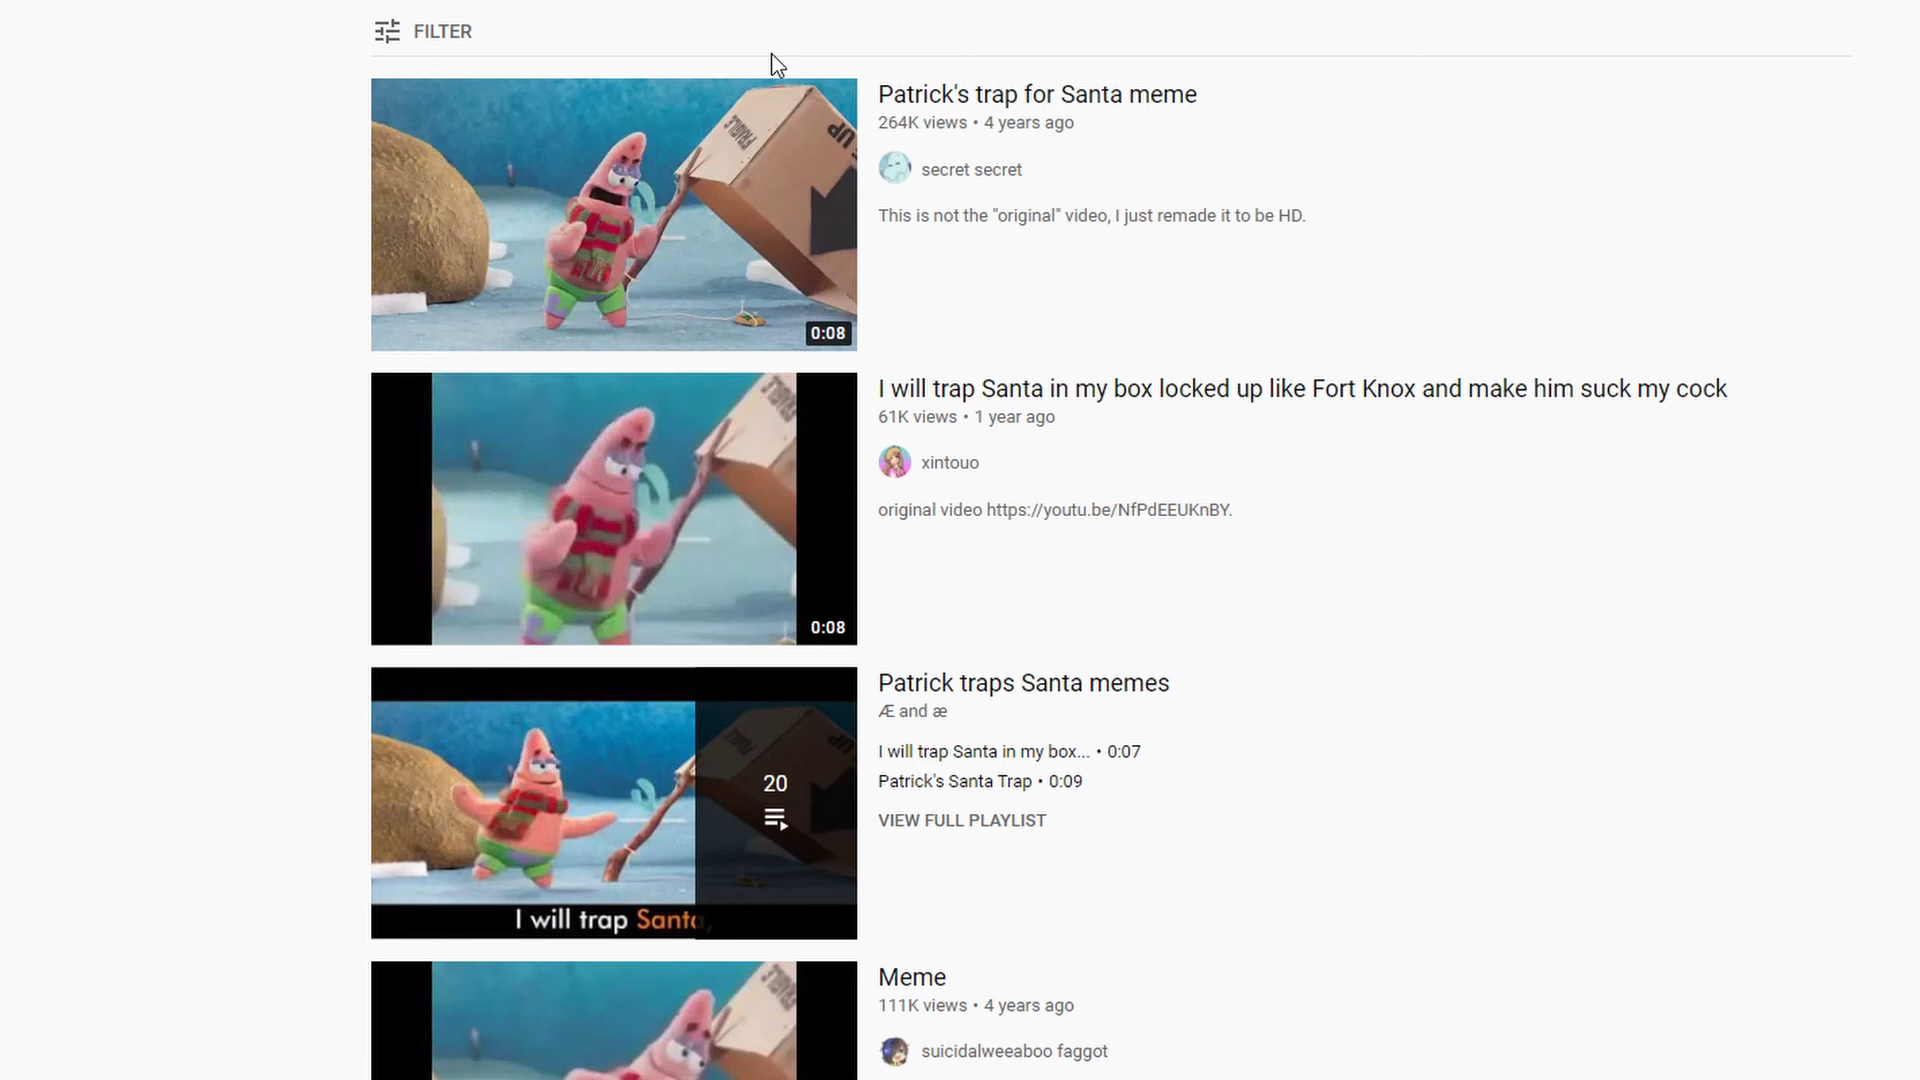 FILTER
Patrick's trap for Santa meme
264K views • 4 years ago
secret secret
This is not the "original" video, I just remade it to be HD.
FRAGILE
UP
0:08
I will trap Santa in my box locked up like Fort Knox and make him suck my cock
61K views • 1 year ago
xintouo
original video https://youtu.be/NfPdEEUKnBY.
0:08
Patrick traps Santa memes
Æ and æ
I will trap Santa in my box... • 0:07
Patrick's Santa Trap • 0:09
VIEW FULL PLAYLIST
20
I will trap Santa,
Meme
111K views • 4 years ago
suicidalweeaboo faggot